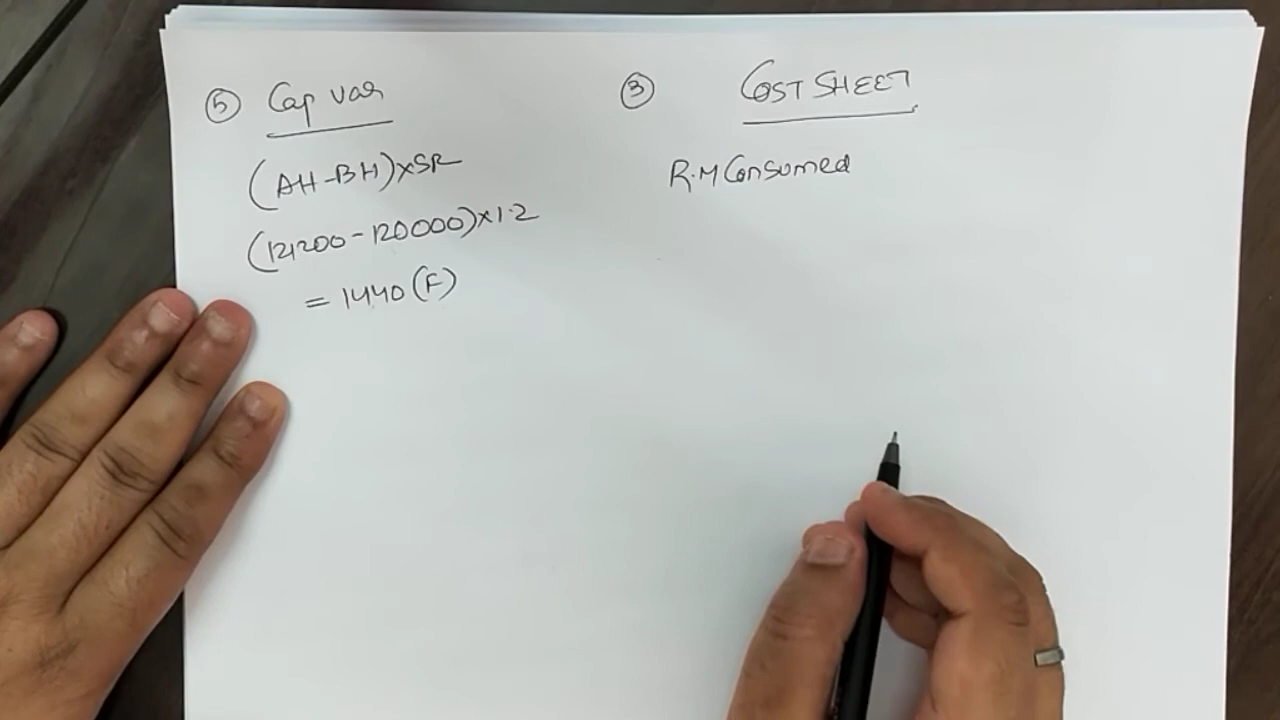 ⑤ Cap var
(AH-BH)×SR
(121200-120000)×1.2
= 1440 (F)
③ COST SHEET
R.M Consumed